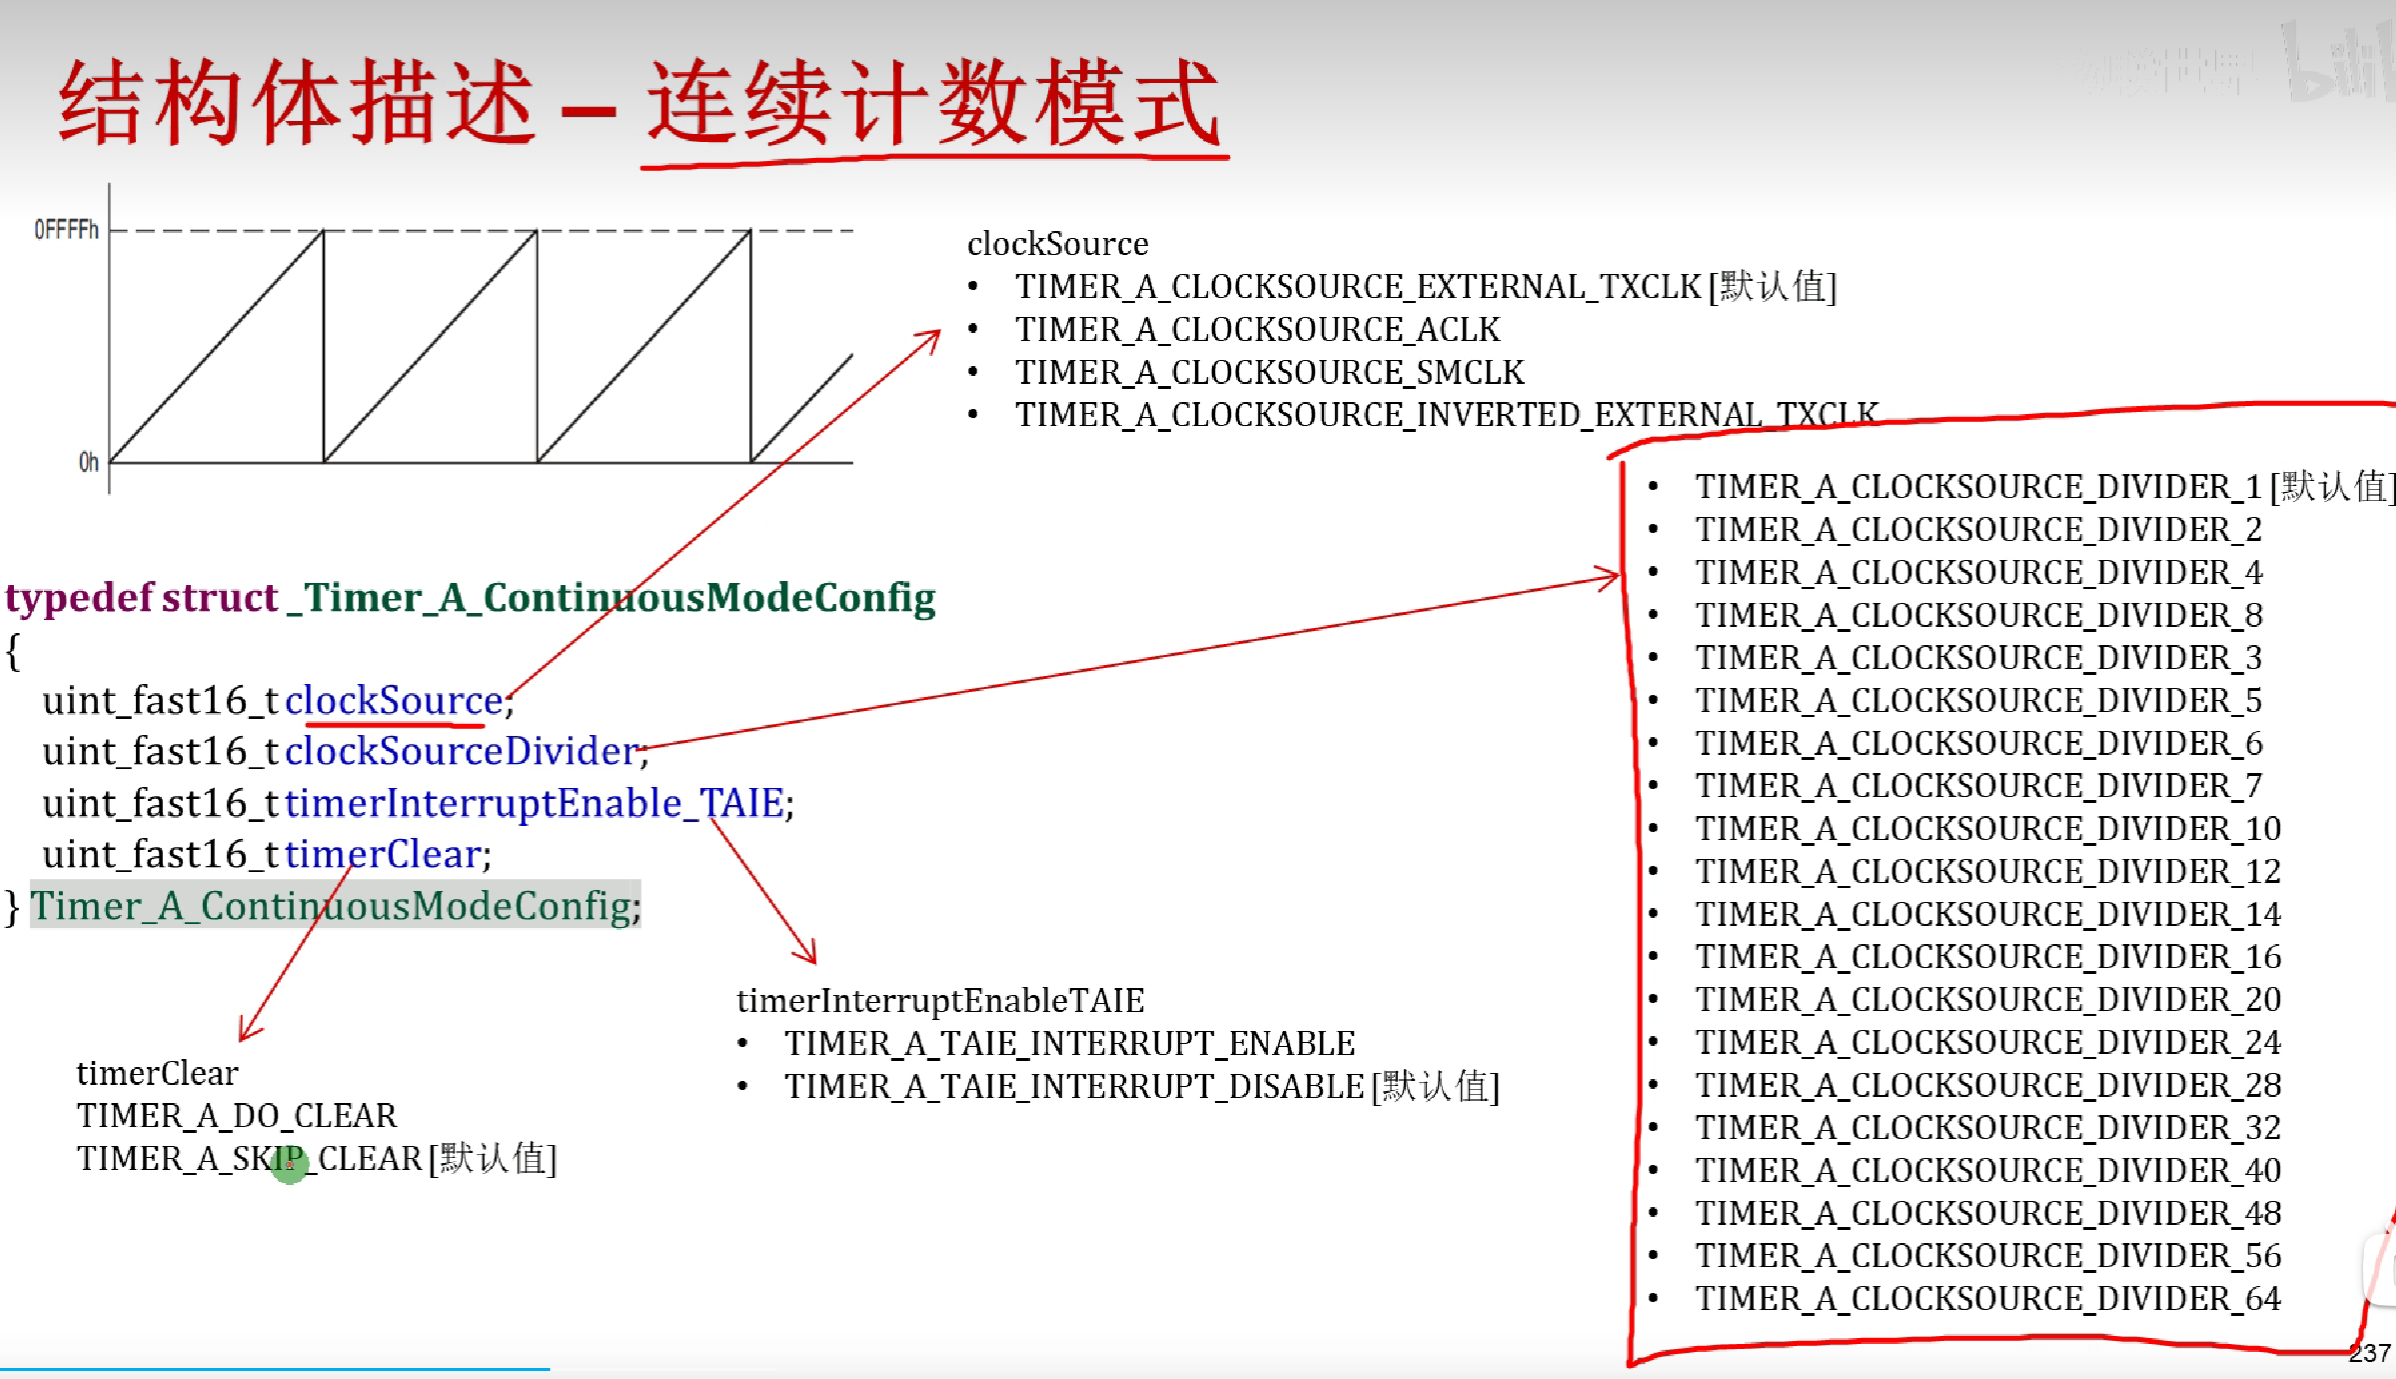 结构体描述 – 连续计数模式
0FFFFh
0h
clockSource
• TIMER_A_CLOCKSOURCE_EXTERNAL_TXCLK [默认值]
• TIMER_A_CLOCKSOURCE_ACLK
• TIMER_A_CLOCKSOURCE_SMCLK
• TIMER_A_CLOCKSOURCE_INVERTED_EXTERNAL_TXCLK
• TIMER_A_CLOCKSOURCE_DIVIDER_1 [默认值]
• TIMER_A_CLOCKSOURCE_DIVIDER_2
• TIMER_A_CLOCKSOURCE_DIVIDER_4
• TIMER_A_CLOCKSOURCE_DIVIDER_8
• TIMER_A_CLOCKSOURCE_DIVIDER_3
• TIMER_A_CLOCKSOURCE_DIVIDER_5
• TIMER_A_CLOCKSOURCE_DIVIDER_6
• TIMER_A_CLOCKSOURCE_DIVIDER_7
• TIMER_A_CLOCKSOURCE_DIVIDER_10
• TIMER_A_CLOCKSOURCE_DIVIDER_12
• TIMER_A_CLOCKSOURCE_DIVIDER_14
• TIMER_A_CLOCKSOURCE_DIVIDER_16
• TIMER_A_CLOCKSOURCE_DIVIDER_20
• TIMER_A_CLOCKSOURCE_DIVIDER_24
• TIMER_A_CLOCKSOURCE_DIVIDER_28
• TIMER_A_CLOCKSOURCE_DIVIDER_32
• TIMER_A_CLOCKSOURCE_DIVIDER_40
• TIMER_A_CLOCKSOURCE_DIVIDER_48
• TIMER_A_CLOCKSOURCE_DIVIDER_56
• TIMER_A_CLOCKSOURCE_DIVIDER_64
typedef struct _Timer_A_ContinuousModeConfig
{
uint_fast16_t clockSource;
uint_fast16_t clockSourceDivider;
uint_fast16_t timerInterruptEnable_TAIE;
uint_fast16_t timerClear;
} Timer_A_ContinuousModeConfig;
timerInterruptEnableTAIE
• TIMER_A_TAIE_INTERRUPT_ENABLE
• TIMER_A_TAIE_INTERRUPT_DISABLE [默认值]
timerClear
TIMER_A_DO_CLEAR
TIMER_A_SKIP_CLEAR [默认值]
237